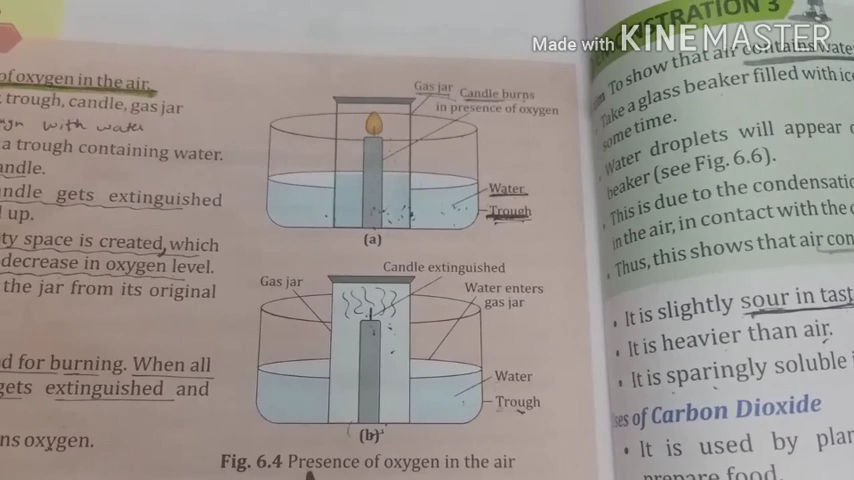 Made with KINEMASTER
of oxygen in the air.
trough, candle, gas jar
with water
a trough containing water.
andle.
ndle gets extinguished
l up.
ty space is created, which
decrease in oxygen level.
the jar from its original
d for burning. When all
gets extinguished and
ns oxygen.
Gas jar
Candle burns
in presence of oxygen
Water
Trough
(a)
Gas jar
Candle extinguished
Water enters
gas jar
Water
Trough
(b)
Fig. 6.4 Presence of oxygen in the air
STRATION 3
To show that air contains water
Take a glass beaker filled with ice
some time.
Water droplets will appear o
beaker (see Fig. 6.6).
This is due to the condensatio
in the air, in contact with the c
Thus, this shows that air con
• It is slightly sour in tast
• It is heavier than air.
• It is sparingly soluble i
ses of Carbon Dioxide
• It is used by plan
prepare food.